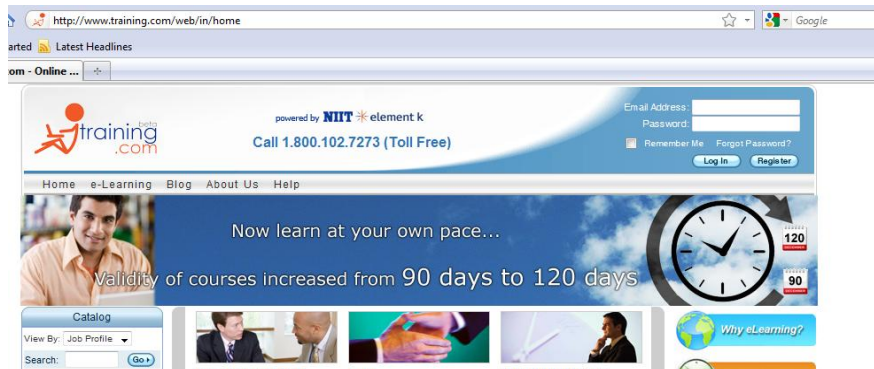 http://www.training.com/web/in/home
Google
arted Latest Headlines
om - Online ...
training
beta
.com
powered by NIIT element k
Call 1.800.102.7273 (Toll Free)
Email Address:
Password:
Remember Me Forgot Password?
Log In Register
Home e-Learning Blog About Us Help
Now learn at your own pace...
Validity of courses increased from 90 days to 120 days
120
90
Catalog
View By: Job Profile
Search: Go
Why eLearning?